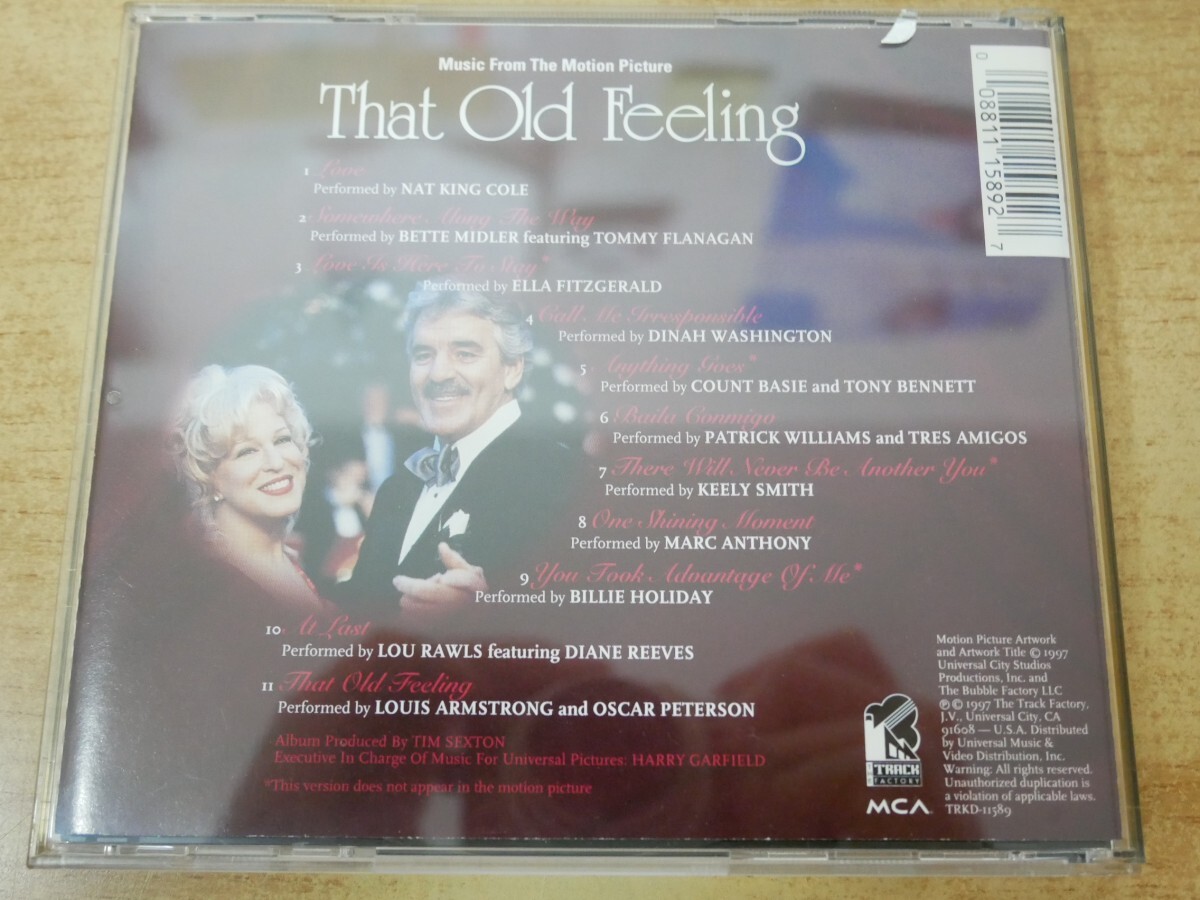 Music From The Motion Picture
That Old Feeling
1 Love
Performed by NAT KING COLE
2 Somewhere Along The Way
Performed by BETTE MIDLER featuring TOMMY FLANAGAN
3 Love Is Here To Stay*
Performed by ELLA FITZGERALD
4 Call Me Irresponsible
Performed by DINAH WASHINGTON
5 Anything Goes*
Performed by COUNT BASIE and TONY BENNETT
6 Baila Conmigo
Performed by PATRICK WILLIAMS and TRES AMIGOS
7 There Will Never Be Another You*
Performed by KEELY SMITH
8 One Shining Moment
Performed by MARC ANTHONY
9 You Took Advantage Of Me*
Performed by BILLIE HOLIDAY
10 At Last
Performed by LOU RAWLS featuring DIANE REEVES
11 That Old Feeling
Performed by LOUIS ARMSTRONG and OSCAR PETERSON
Album Produced By TIM SEXTON
Executive In Charge Of Music For Universal Pictures: HARRY GARFIELD
*This version does not appear in the motion picture
0 08811 15892 7
Motion Picture Artwork
and Artwork Title © 1997
Universal City Studios
Productions, Inc. and
The Bubble Factory LLC
℗© 1997 The Track Factory,
J.V., Universal City, CA
91608 — U.S.A. Distributed
by Universal Music &
Video Distribution, Inc.
Warning: All rights reserved.
Unauthorized duplication is
a violation of applicable laws.
TRKD-11589
TRACK
FACTORY
MCA